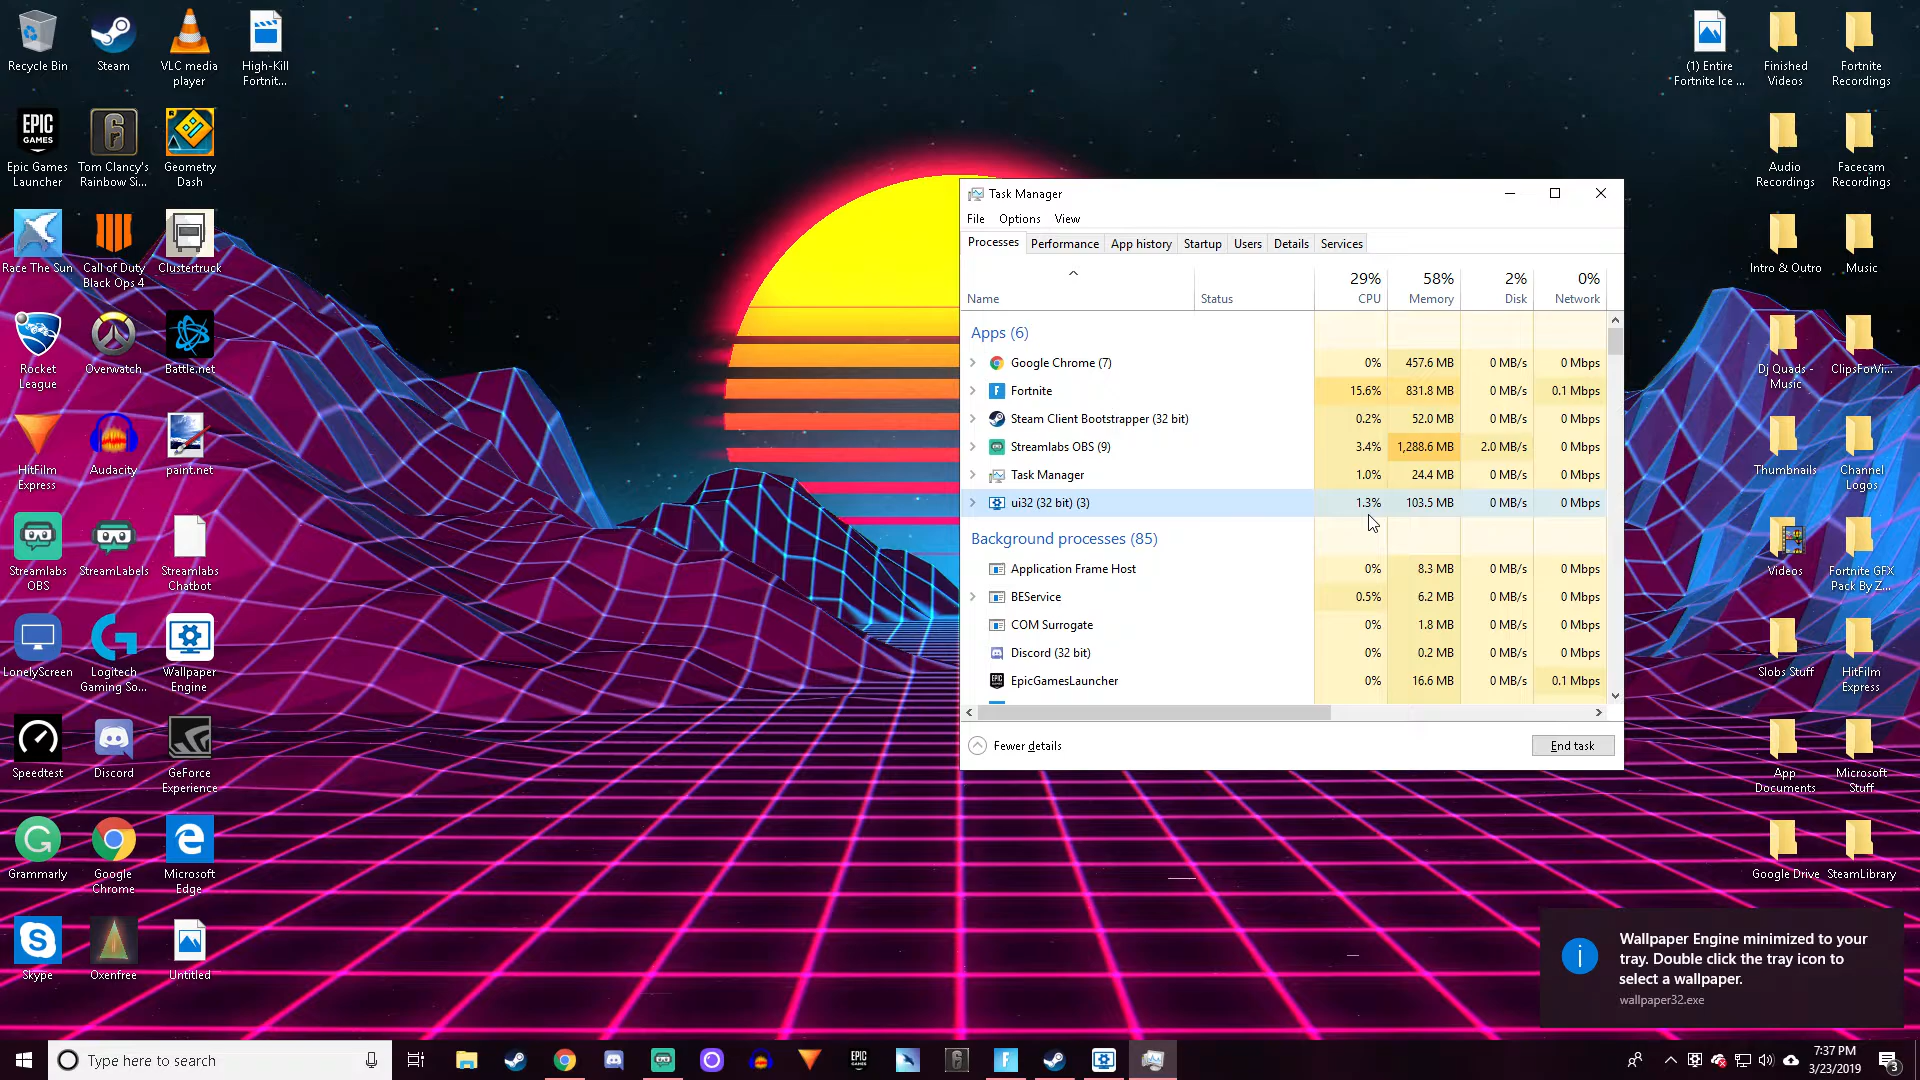 Recycle Bin
Steam
VLC media
player
High-Kill
Fortnit...
EPIC
GAMES
Epic Games
Launcher
6
Tom Clancy's
Rainbow Si...
Geometry
Dash
Race The Sun
Call of Duty
Black Ops 4
Clustertruck
Rocket
League
Overwatch
Battle.net
HitFilm
Express
Audacity
paint.net
Streamlabs
OBS
StreamLabels
Streamlabs
Chatbot
LonelyScreen
Logitech
Gaming So...
Wallpaper
Engine
Speedtest
Discord
GeForce
Experience
Grammarly
Google
Chrome
Microsoft
Edge
Skype
Oxenfree
Untitled
Task Manager
File Options View
Processes Performance App history Startup Users Details Services
29% 58% 2% 0%
Name Status CPU Memory Disk Network
Apps (6)
Google Chrome (7) 0% 457.6 MB 0 MB/s 0 Mbps
Fortnite 15.6% 831.8 MB 0 MB/s 0.1 Mbps
Steam Client Bootstrapper (32 bit) 0.2% 52.0 MB 0 MB/s 0 Mbps
Streamlabs OBS (9) 3.4% 1,288.6 MB 2.0 MB/s 0 Mbps
Task Manager 1.0% 24.4 MB 0 MB/s 0 Mbps
ui32 (32 bit) (3) 1.3% 103.5 MB 0 MB/s 0 Mbps
Background processes (85)
Application Frame Host 0% 8.3 MB 0 MB/s 0 Mbps
BEService 0.5% 6.2 MB 0 MB/s 0 Mbps
COM Surrogate 0% 1.8 MB 0 MB/s 0 Mbps
Discord (32 bit) 0% 0.2 MB 0 MB/s 0 Mbps
EpicGamesLauncher 0% 16.6 MB 0 MB/s 0.1 Mbps
Fewer details
End task
(1) Entire
Fortnite Ice ...
Finished
Videos
Fortnite
Recordings
Audio
Recordings
Facecam
Recordings
Intro & Outro
Music
Dj Quads -
Music
ClipsForVi...
Thumbnails
Channel
Logos
Videos
Fortnite GFX
Pack By Z...
Slobs Stuff
HitFilm
Express
App
Documents
Microsoft
Stuff
Google Drive
SteamLibrary
Wallpaper Engine minimized to your
tray. Double click the tray icon to
select a wallpaper.
wallpaper32.exe
Type here to search
7:37 PM
3/23/2019
3